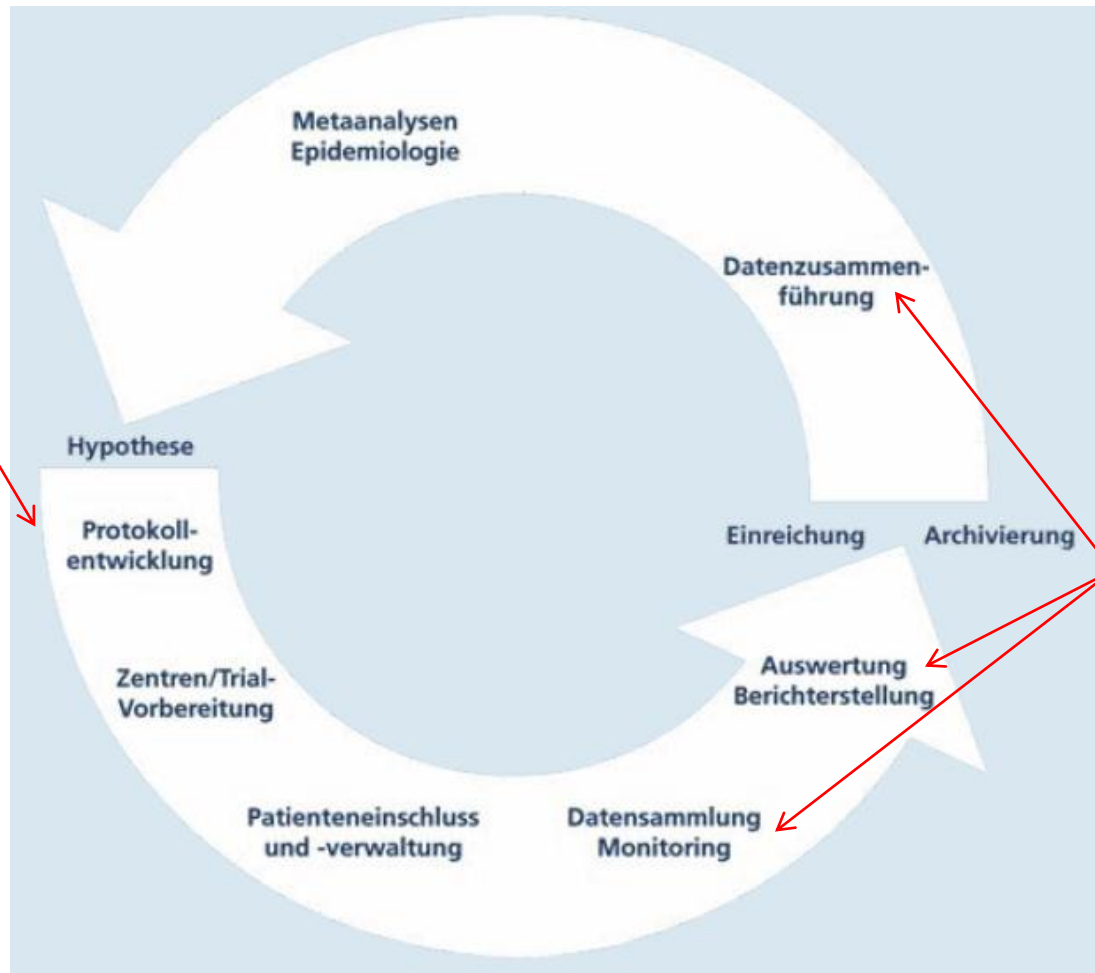 Metaanalysen
Epidemiologie
Datenzusammen-
führung
Hypothese
Protokoll-
entwicklung
Einreichung
Archivierung
Zentren/Trial-
Vorbereitung
Auswertung
Berichterstellung
Patienteneinschluss
und -verwaltung
Datensammlung
Monitoring